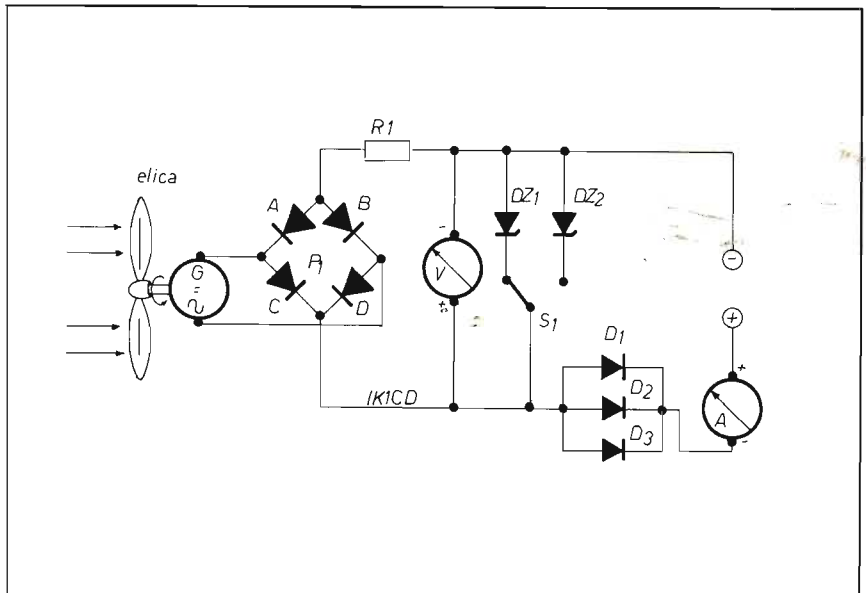 elica
G
=
~
A
B
P1
C
D
R1
-
V
+
DZ1
DZ2
S1
IK1CD
D1
D2
D3
-
+
+
A
-